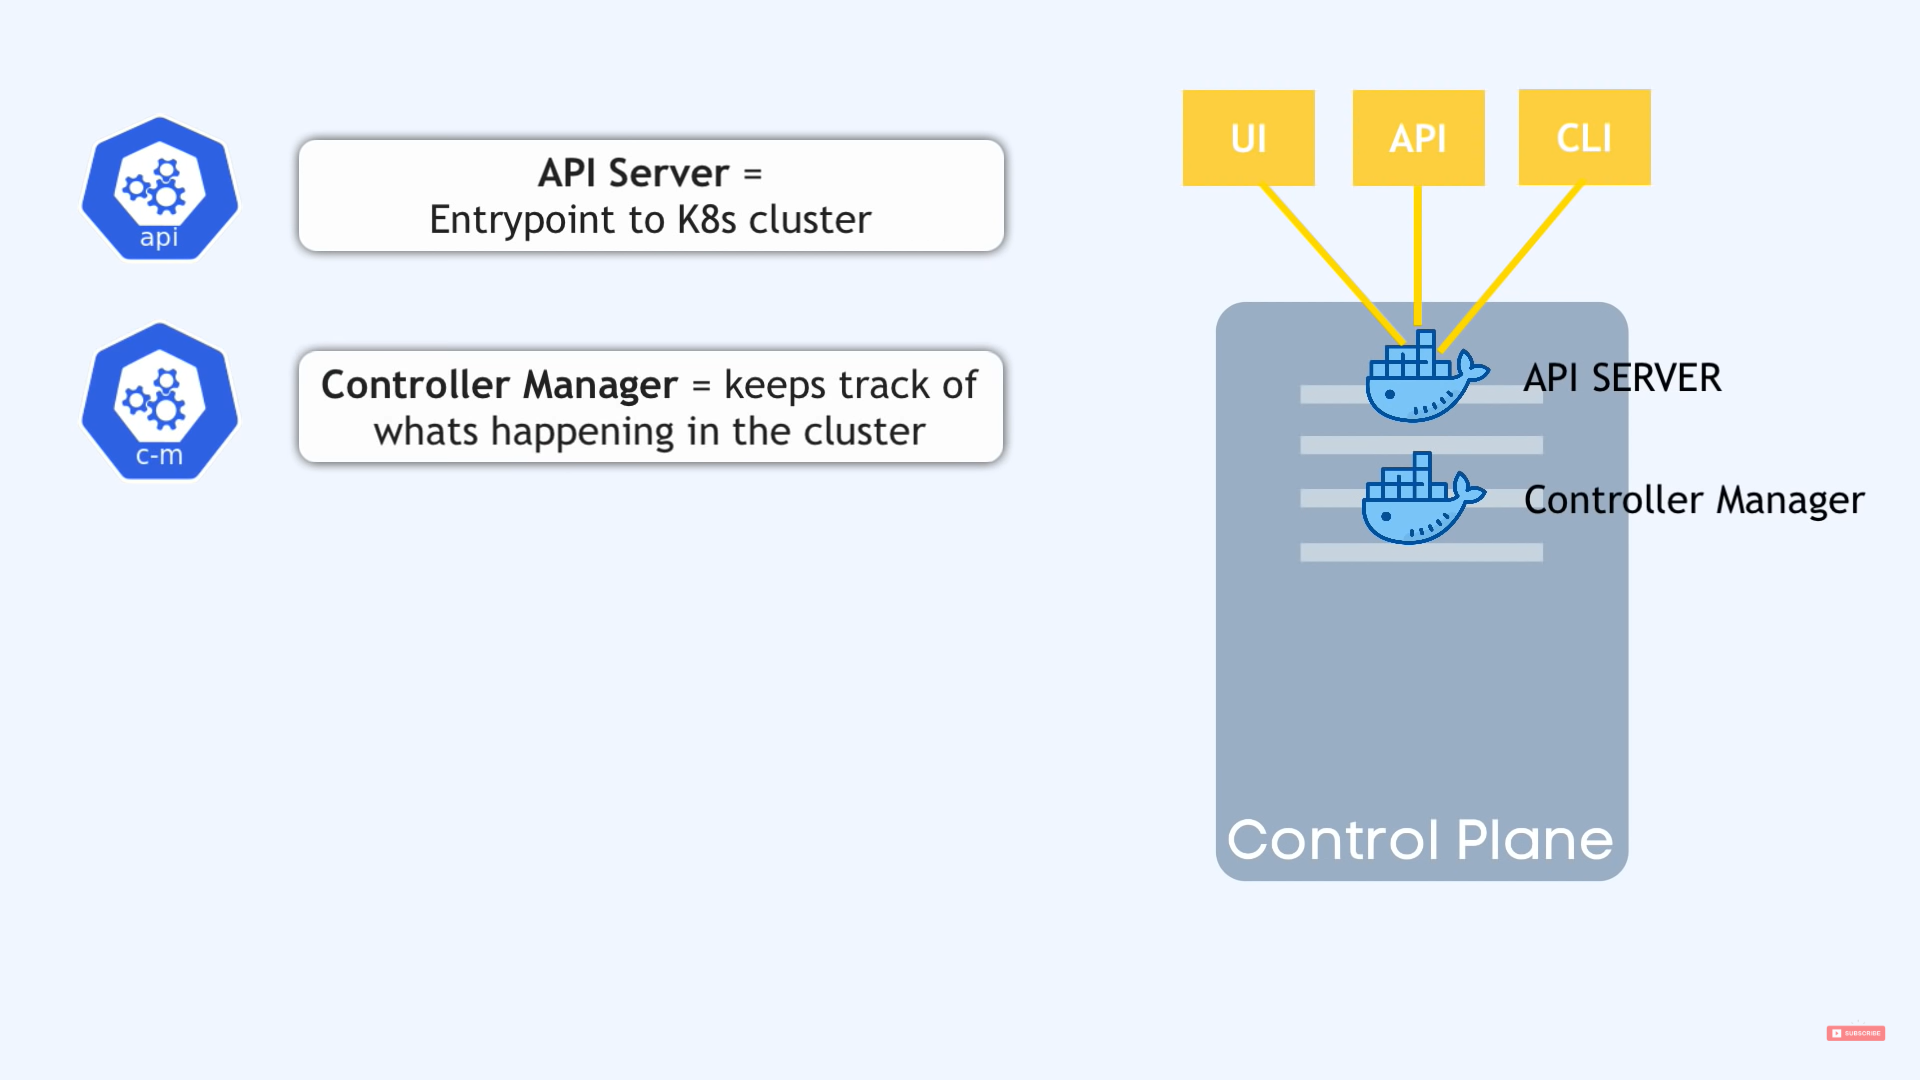 api
API Server =
Entrypoint to K8s cluster
c-m
Controller Manager = keeps track of
whats happening in the cluster
UI
API
CLI
API SERVER
Controller Manager
Control Plane
SUBSCRIBE